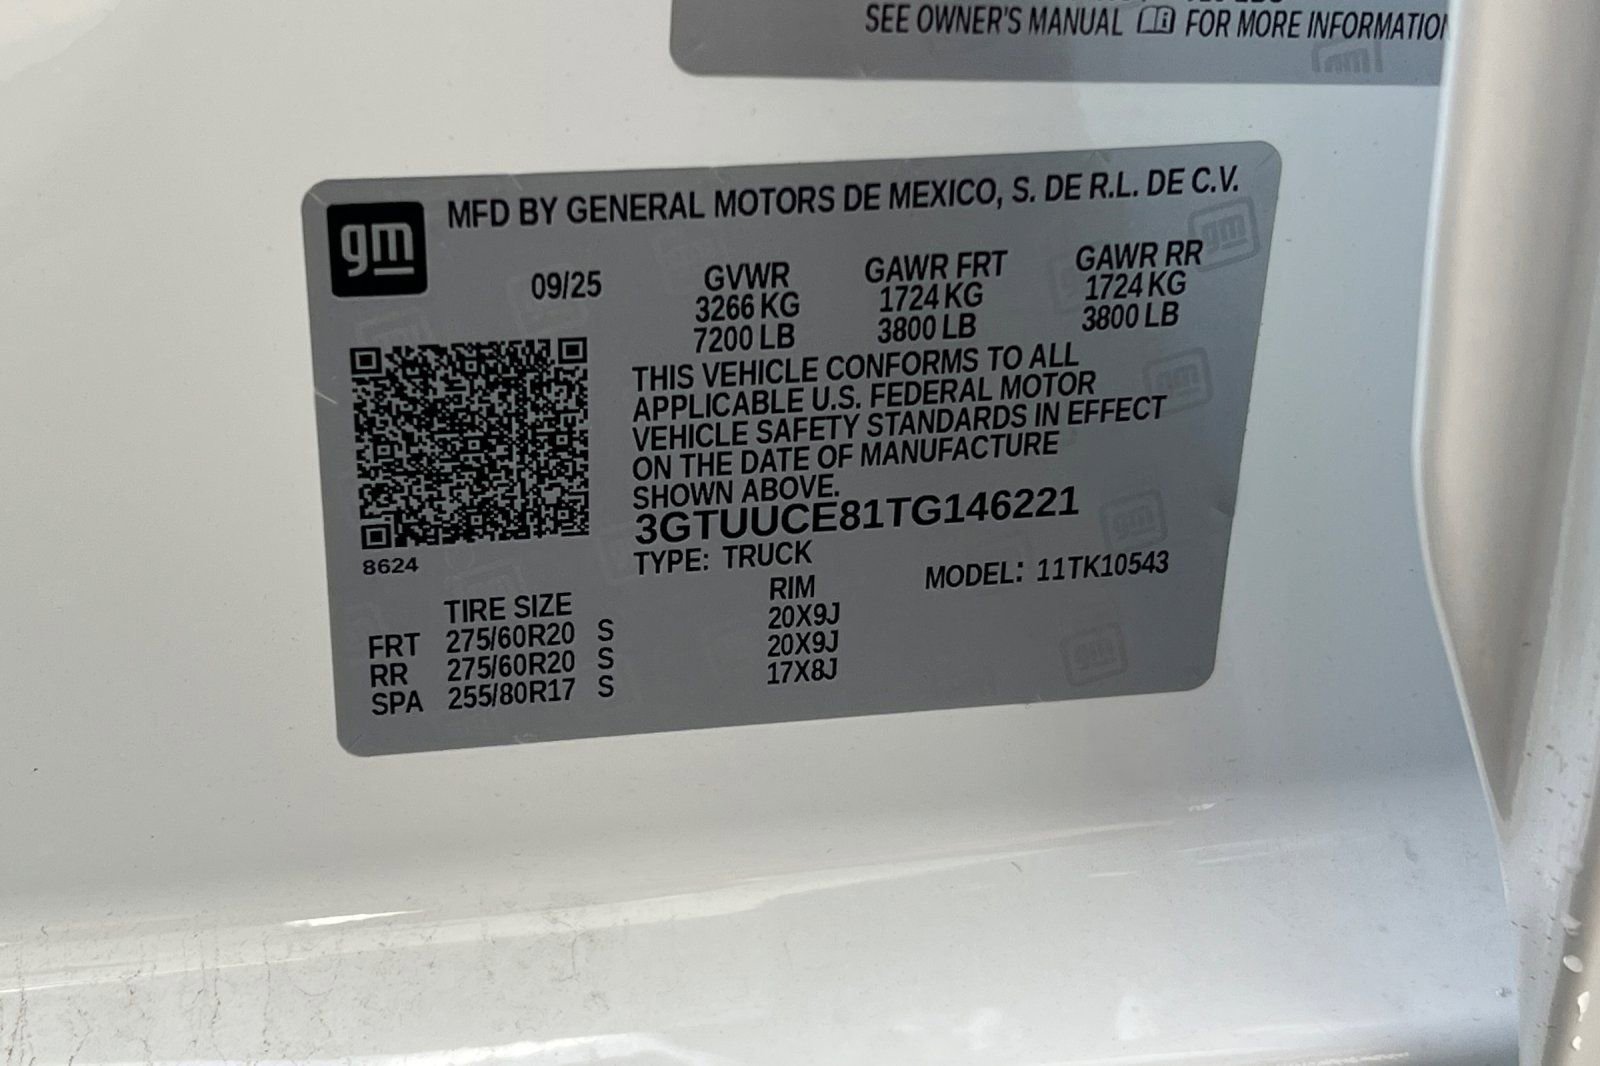 SEE OWNER'S MANUAL FOR MORE INFORMATION
gm
MFD BY GENERAL MOTORS DE MEXICO, S. DE R.L. DE C.V.
09/25
GVWR GAWR FRT GAWR RR
3266 KG 1724 KG 1724 KG
7200 LB 3800 LB 3800 LB
THIS VEHICLE CONFORMS TO ALL
APPLICABLE U.S. FEDERAL MOTOR
VEHICLE SAFETY STANDARDS IN EFFECT
ON THE DATE OF MANUFACTURE
SHOWN ABOVE.
3GTUUCE81TG146221
8624
TYPE: TRUCK MODEL: 11TK10543
TIRE SIZE RIM
FRT 275/60R20 S 20X9J
RR 275/60R20 S 20X9J
SPA 255/80R17 S 17X8J